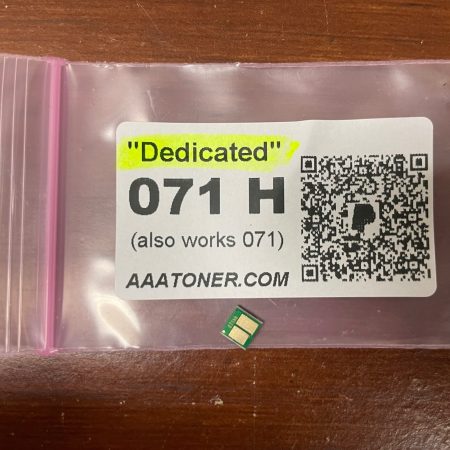 "Dedicated"
071 H
(also works 071)
AAATONER.COM